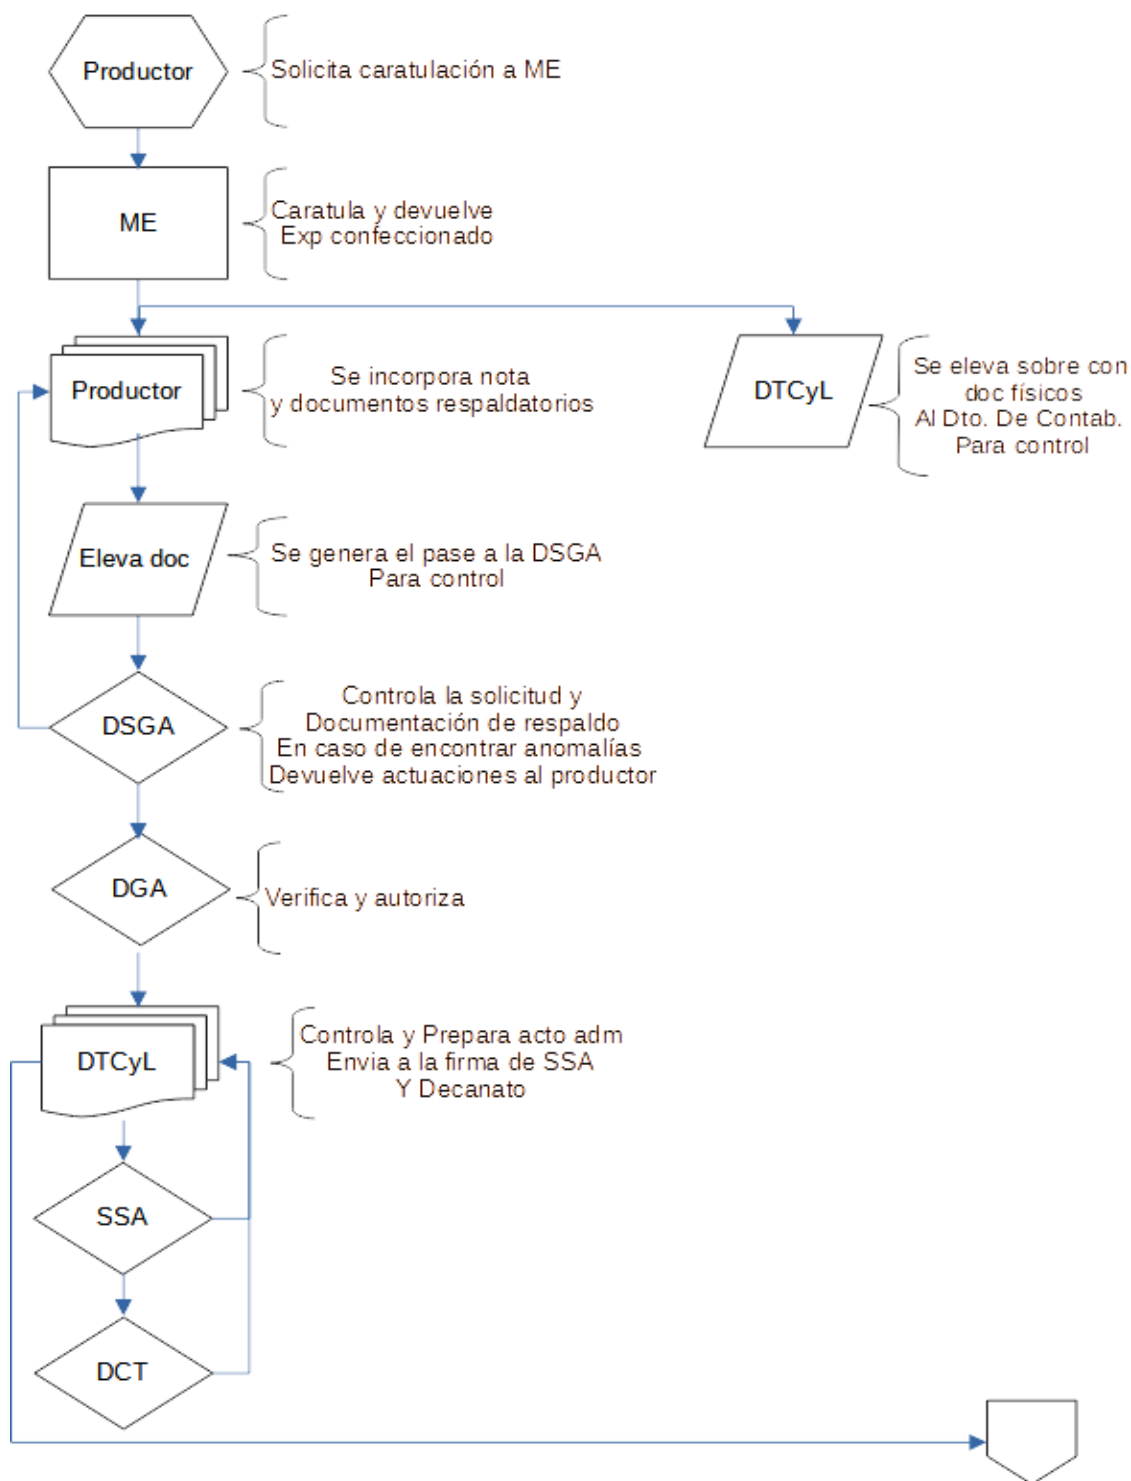 Productor
Solicita caratulación a ME
ME
Caratula y devuelve
Exp confeccionado
Productor
Se incorpora nota
y documentos respaldatorios
DTCyL
Se eleva sobre con
doc físicos
Al Dto. De Contab.
Para control
Eleva doc
Se genera el pase a la DSGA
Para control
DSGA
Controla la solicitud y
Documentación de respaldo
En caso de encontrar anomalías
Devuelve actuaciones al productor
DGA
Verifica y autoriza
DTCyL
Controla y Prepara acto adm
Envia a la firma de SSA
Y Decanato
SSA
DCT